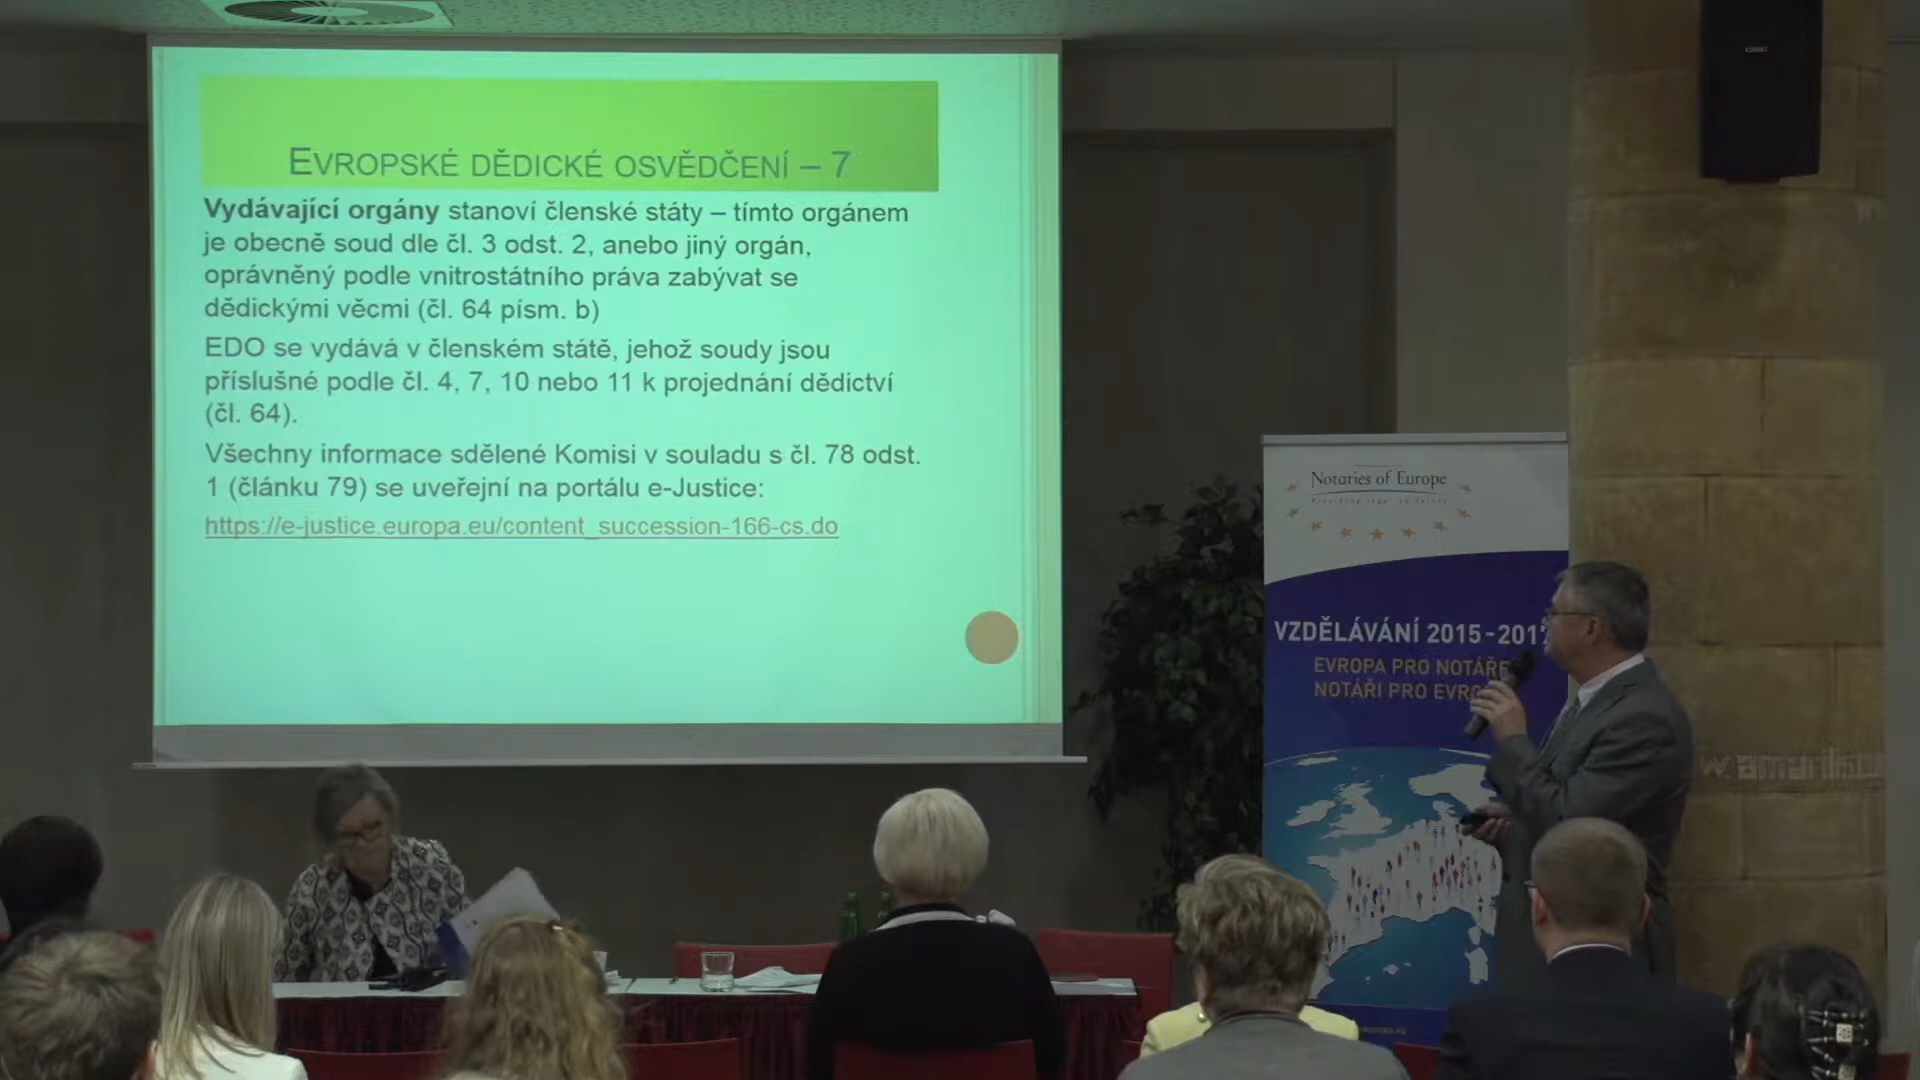 EVROPSKÉ DĚDICKÉ OSVĚDČENÍ – 7
Vydávající orgány stanoví členské státy – tímto orgánem
je obecně soud dle čl. 3 odst. 2, anebo jiný orgán,
oprávněný podle vnitrostátního práva zabývat se
dědickými věcmi (čl. 64 písm. b)
EDO se vydává v členském státě, jehož soudy jsou
příslušné podle čl. 4, 7, 10 nebo 11 k projednání dědictví
(čl. 64).
Všechny informace sdělené Komisi v souladu s čl. 78 odst.
1 (článku 79) se uveřejní na portálu e-Justice:
https://e-justice.europa.eu/content_succession-166-cs.do
Notaries of Europe
VZDĚLÁVÁNÍ 2015-2017
EVROPA PRO NOTÁŘE
NOTÁŘI PRO EVRO